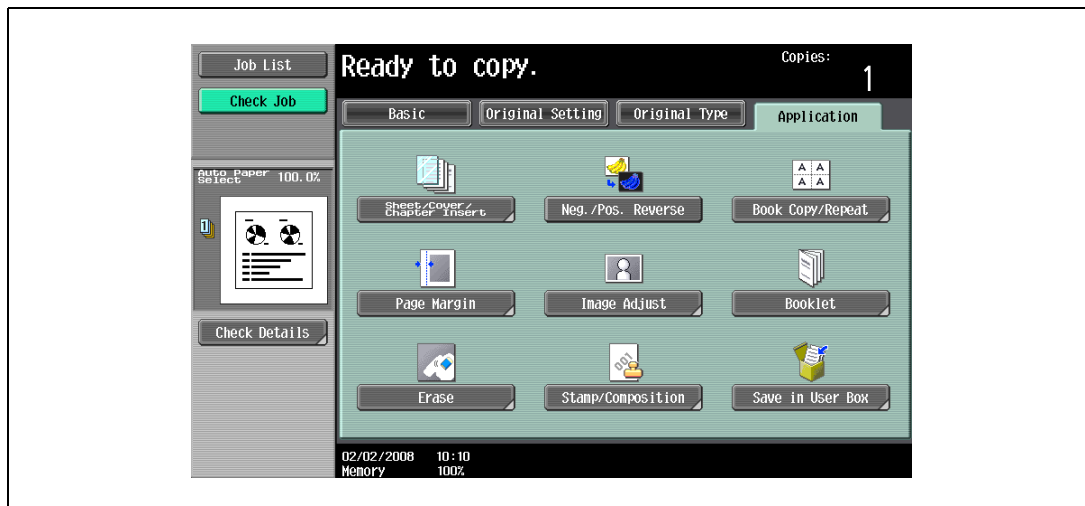 Job List
Check Job
Ready to copy.
Copies:
1
Basic
Original Setting
Original Type
Application
Auto Paper
Select
100.0%
1
Sheet/Cover/
Chapter Insert
Neg./Pos. Reverse
A A
A A
Book Copy/Repeat
Page Margin
Image Adjust
Booklet
Check Details
001
Erase
Stamp/Composition
Save in User Box
02/02/2008 10:10
Memory 100%